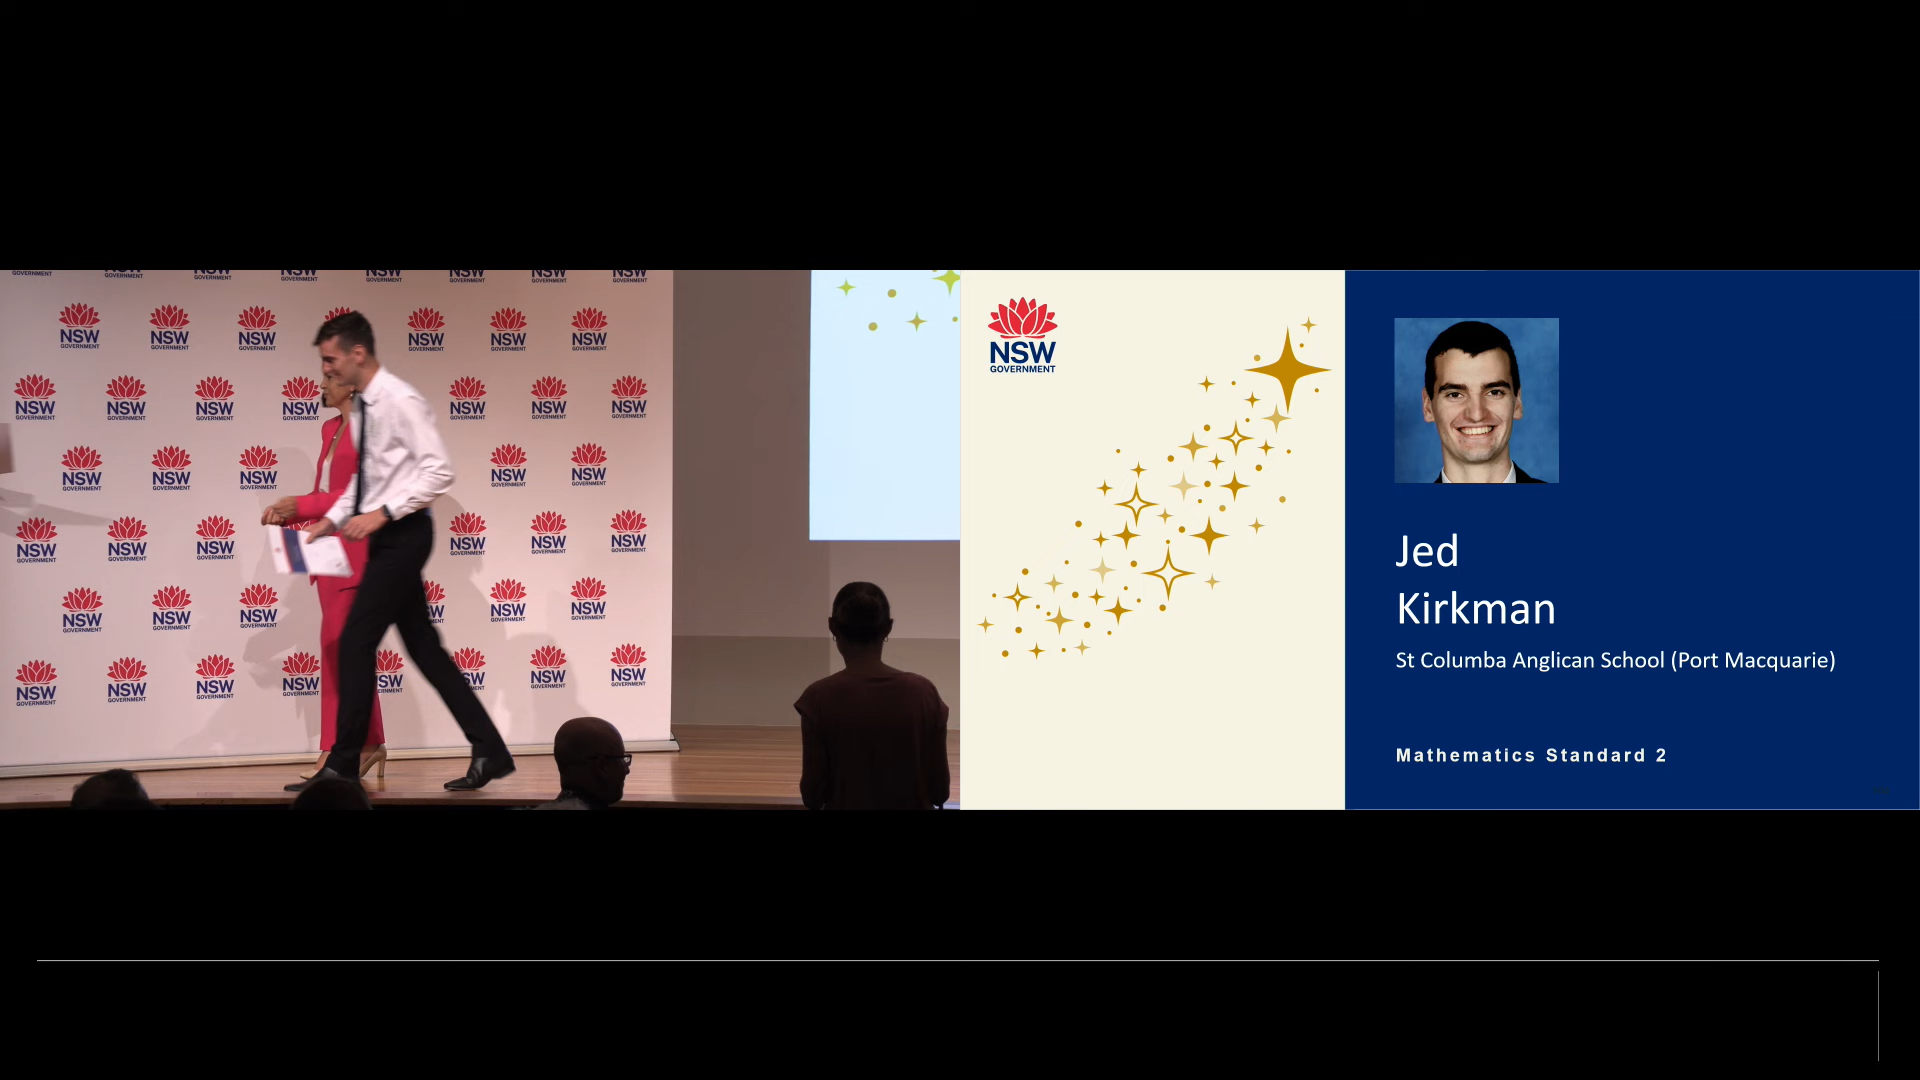 NSW
GOVERNMENT
Jed
Kirkman
St Columba Anglican School (Port Macquarie)
Mathematics Standard 2